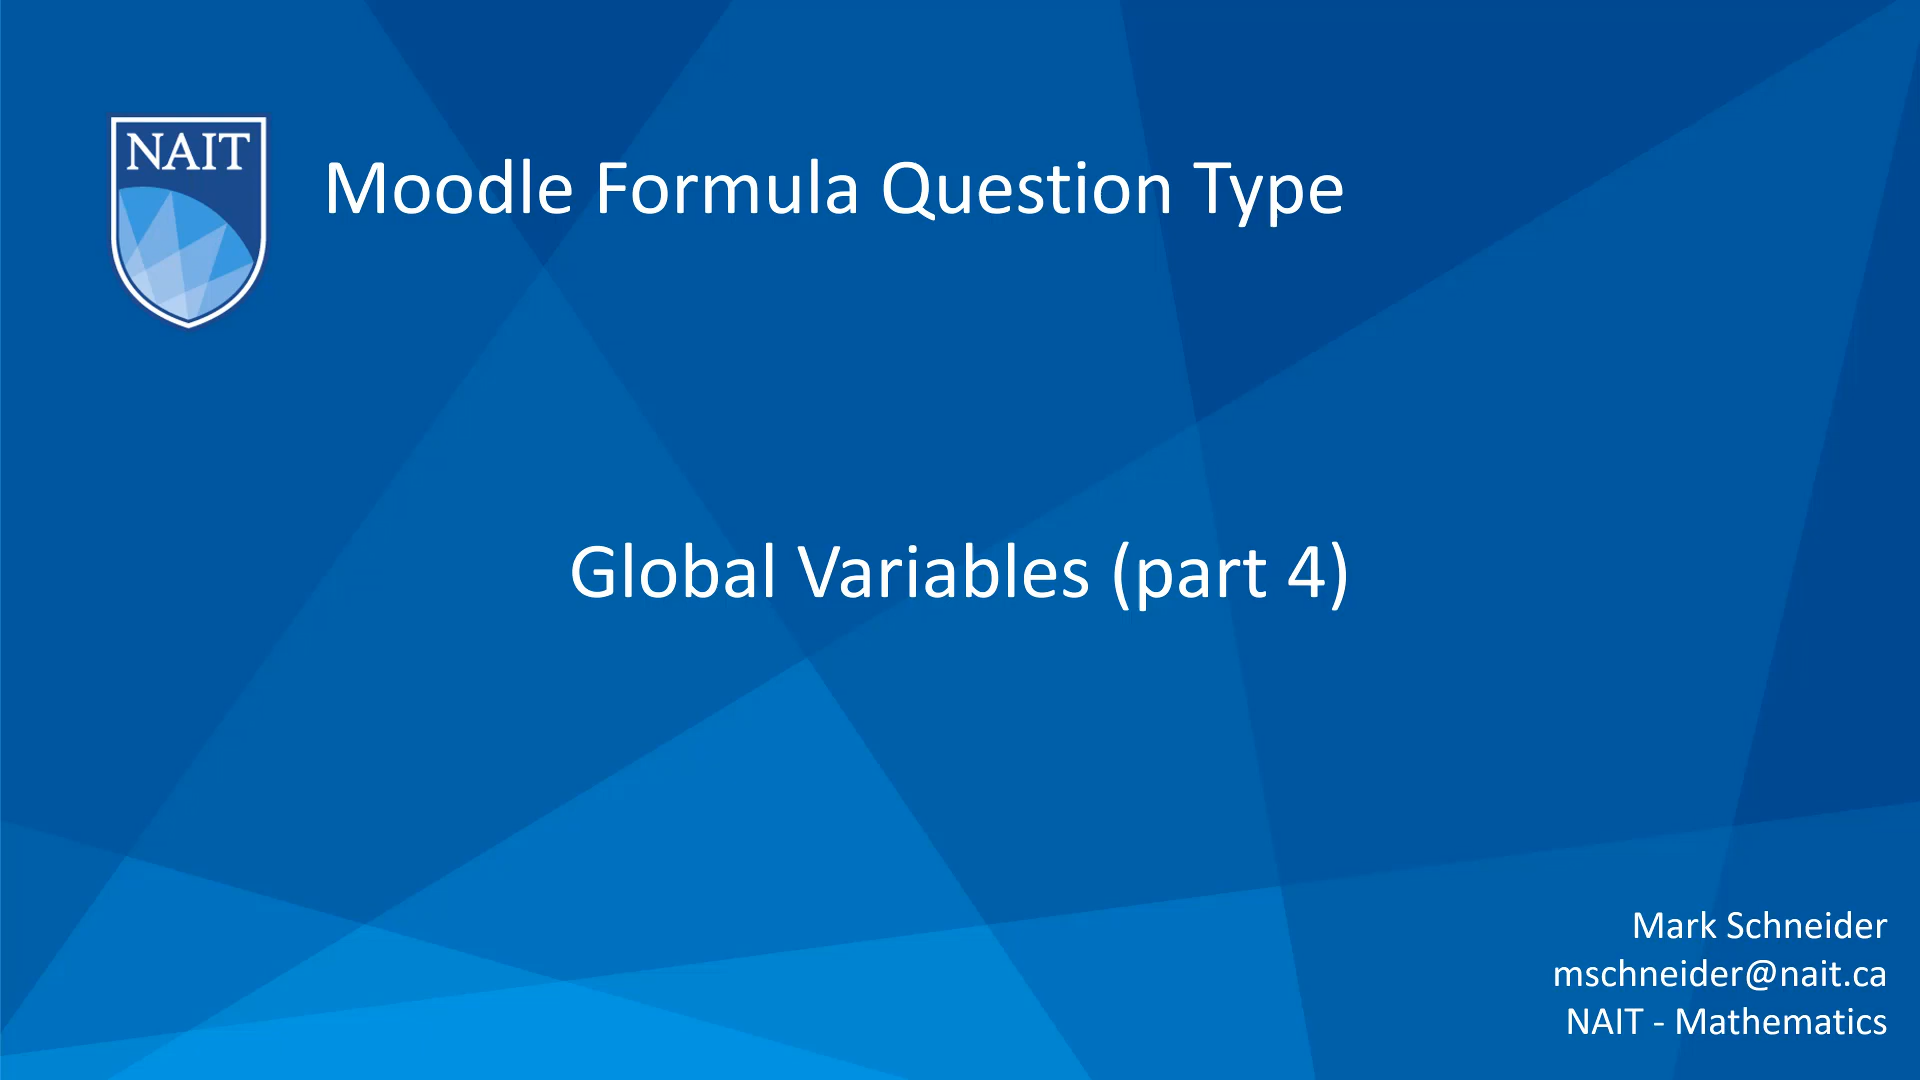 NAIT
Moodle Formula Question Type
Global Variables (part 4)
Mark Schneider
mschneider@nait.ca
NAIT - Mathematics